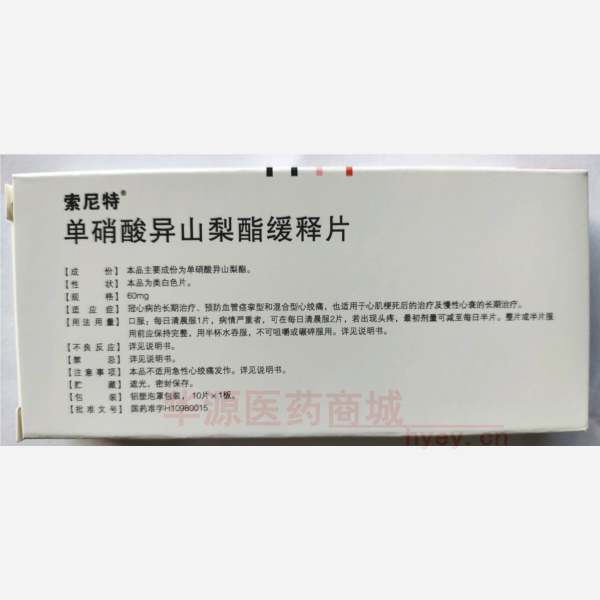 索尼特®
单硝酸异山梨酯缓释片
【成 份】本品主要成份为单硝酸异山梨酯。
【性 状】本品为类白色片。
【规 格】60mg
【适 应 症】冠心病的长期治疗、预防血管痉挛型和混合型心绞痛，也适用于心肌梗死后的治疗及慢性心衰的长期治疗。
【用法用量】口服：每日清晨服1片，病情严重者，可在每日清晨服2片，若出现头疼，最初剂量可减至每日半片。整片或半片服
用前应保持完整，用半杯水吞服，不可咀嚼或碾碎服用。详见说明书。
【不良反应】详见说明书。
【禁 忌】详见说明书。
【注意事项】本品不适用急性心绞痛发作。详见说明书。
【贮 藏】遮光，密封保存。
【包 装】铝塑泡罩包装，10片×1板。
【批准文号】国药准字H10980015
华源医药商城
hyey.cn